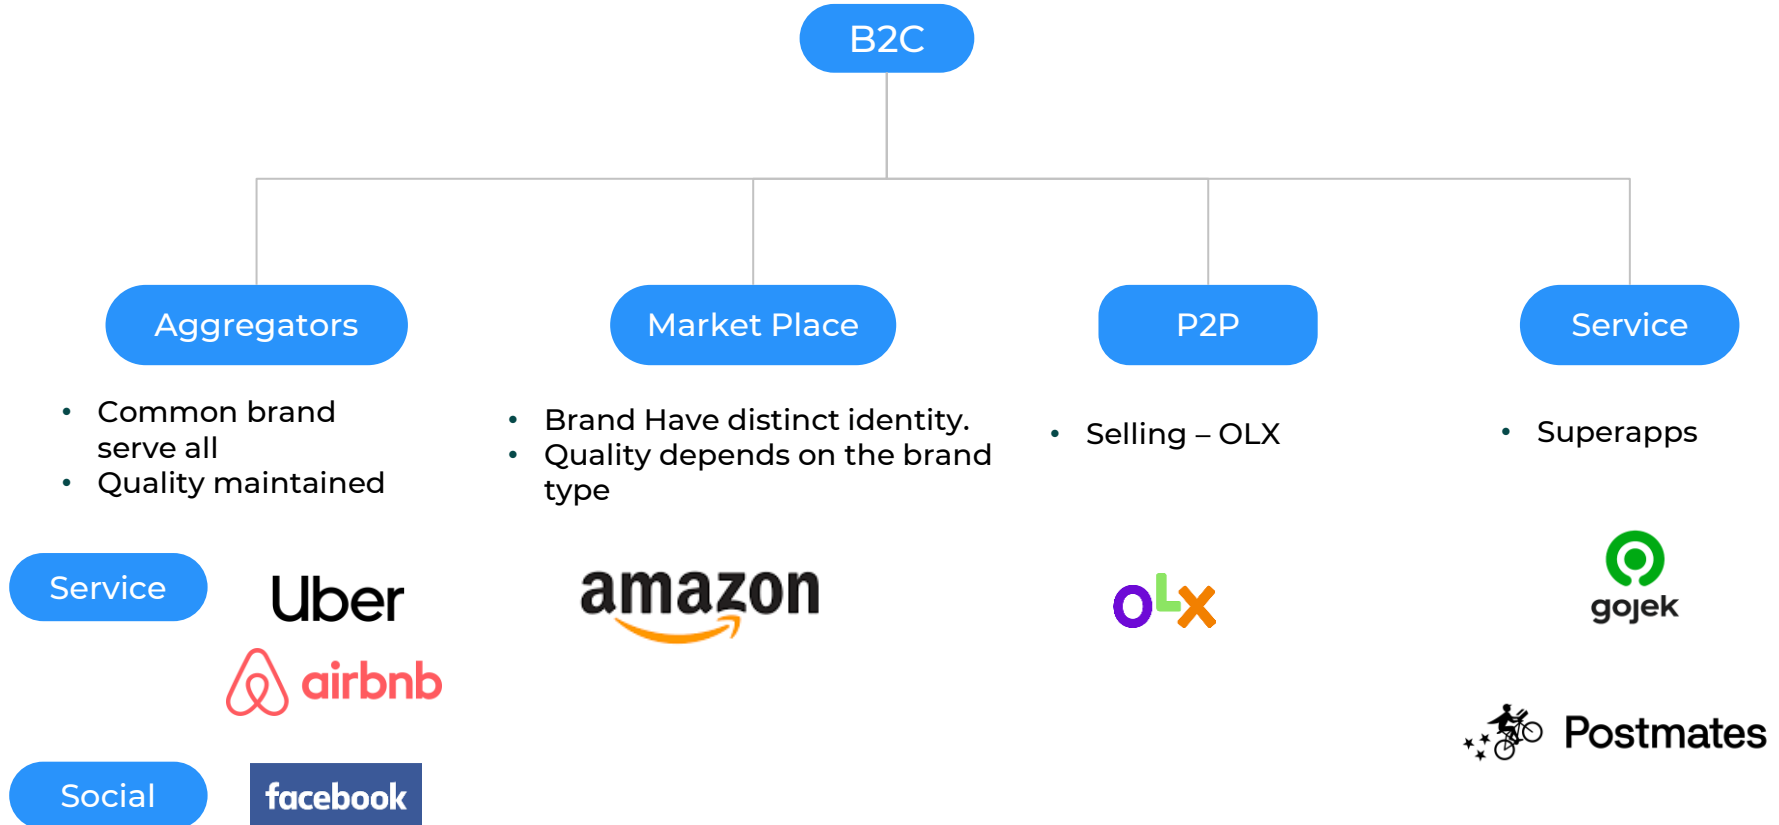 B2C
Aggregators
Market Place
P2P
Service
• Common brand
serve all
• Quality maintained
• Brand Have distinct identity.
• Quality depends on the brand
type
• Selling – OLX
• Superapps
Service
Uber
airbnb
amazon
OLX
gojek
Postmates
Social
facebook